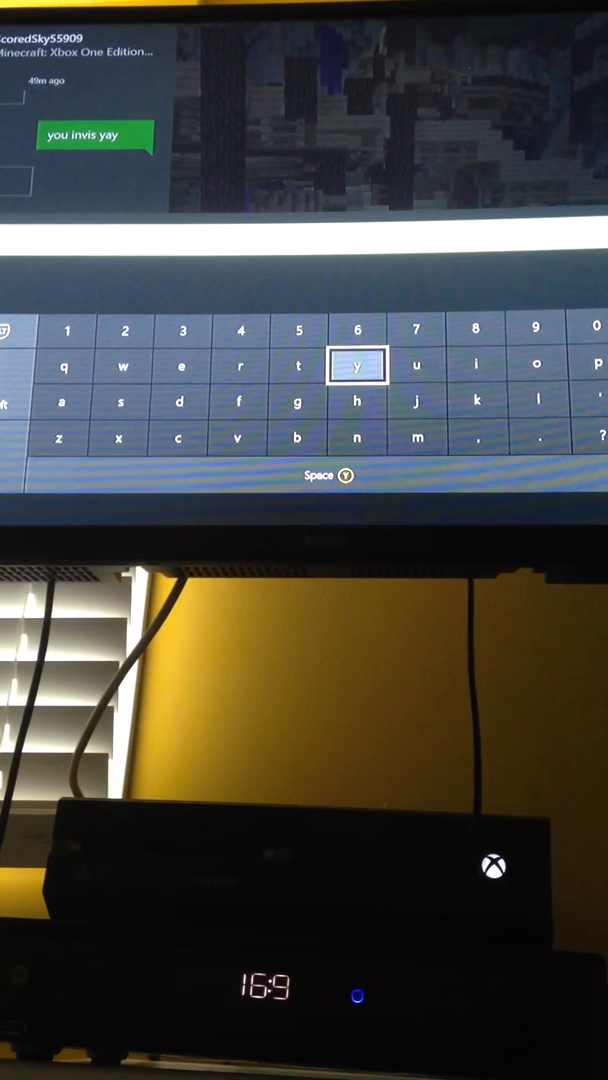 coredSky55909
Minecraft: Xbox One Edition...
49m ago
you invis yay
1 2 3 4 5 6 7 8 9 0
q w e r t y u i o p
a s d f g h j k l '
z x c v b n m , . ?
Space Y
16:9